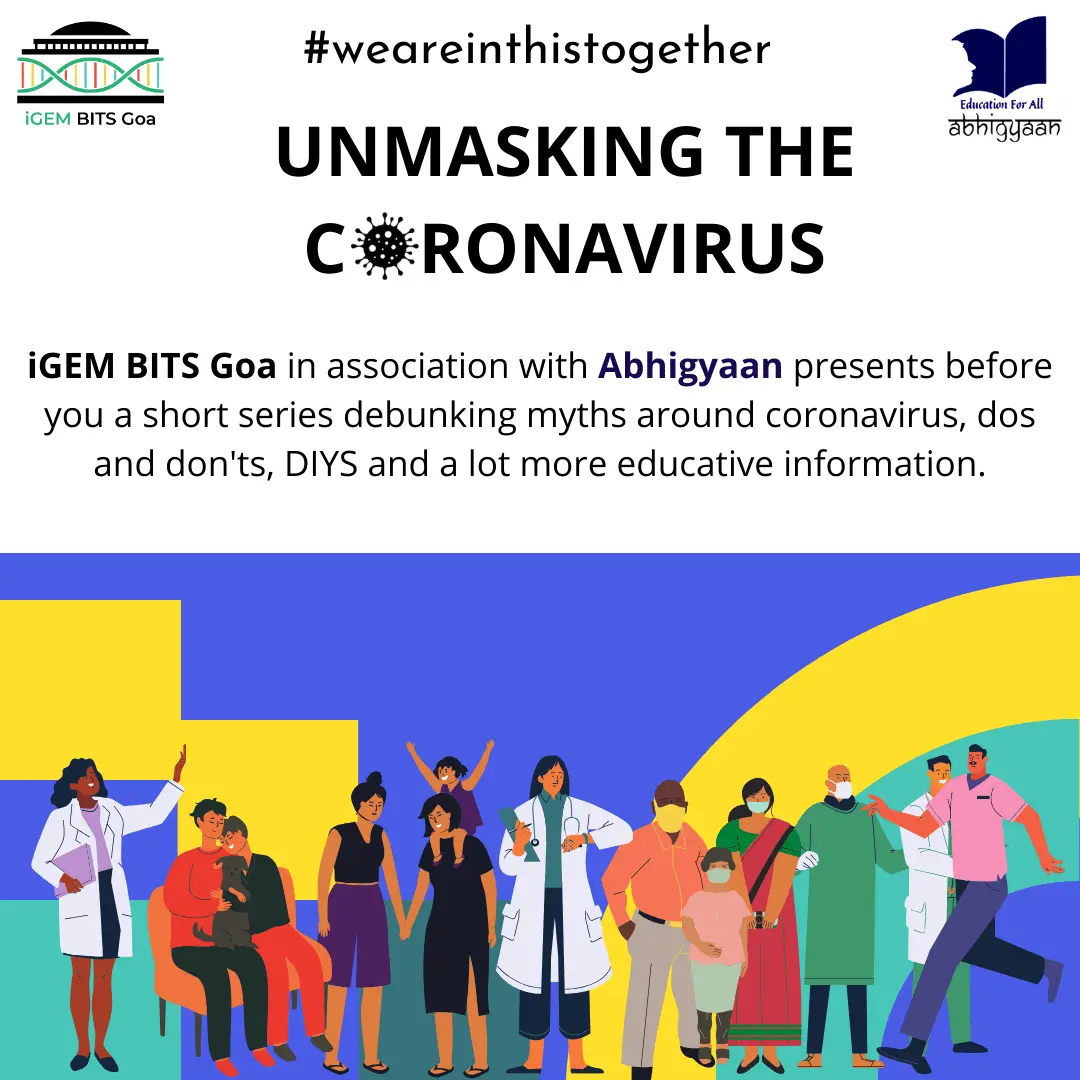 #weareinthistogether
iGEM BITS Goa
Education For All
abhigyaan
UNMASKING THE
CORONAVIRUS
iGEM BITS Goa in association with Abhigyaan presents before
you a short series debunking myths around coronavirus, dos
and don'ts, DIYS and a lot more educative information.